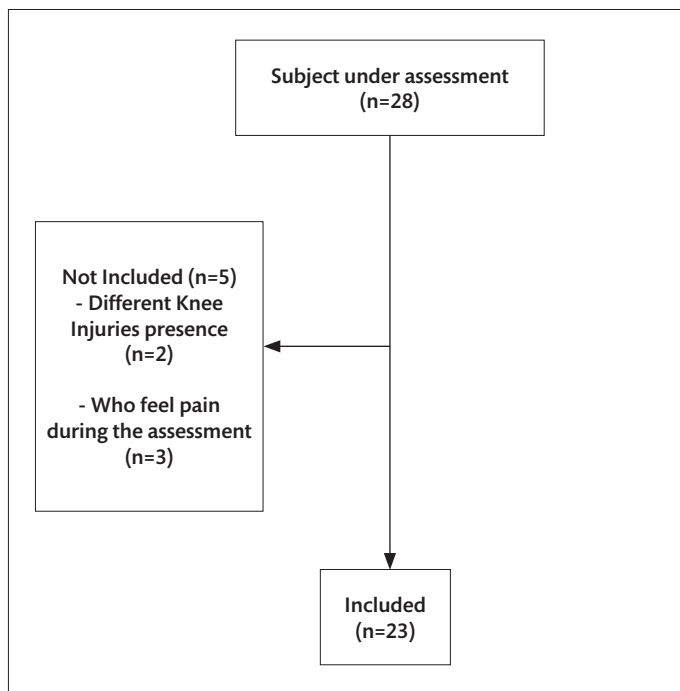 Subject under assessment
(n=28)
Not Included (n=5)
- Different Knee
Injuries presence
(n=2)
- Who feel pain
during the assessment
(n=3)
Included
(n=23)